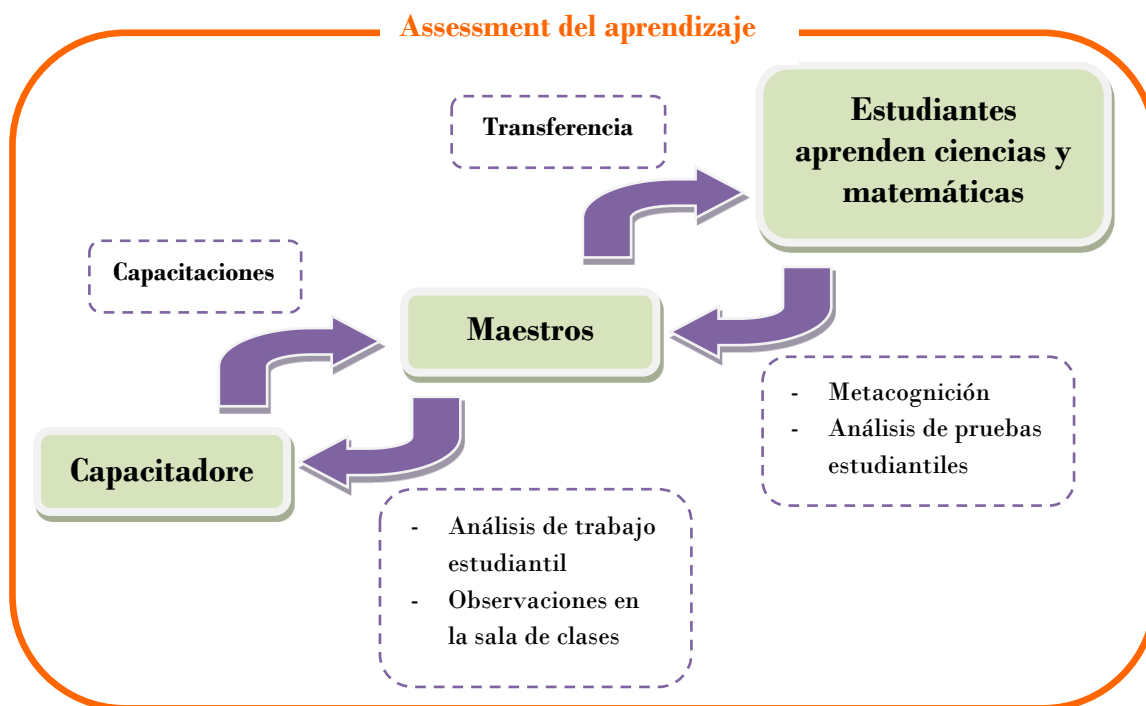 Assessment del aprendizaje
Estudiantes
aprenden ciencias y
matemáticas
Transferencia
Capacitaciones
Maestros
- Metacognición
- Análisis de pruebas
estudiantiles
Capacitadore
- Análisis de trabajo
estudiantil
- Observaciones en
la sala de clases